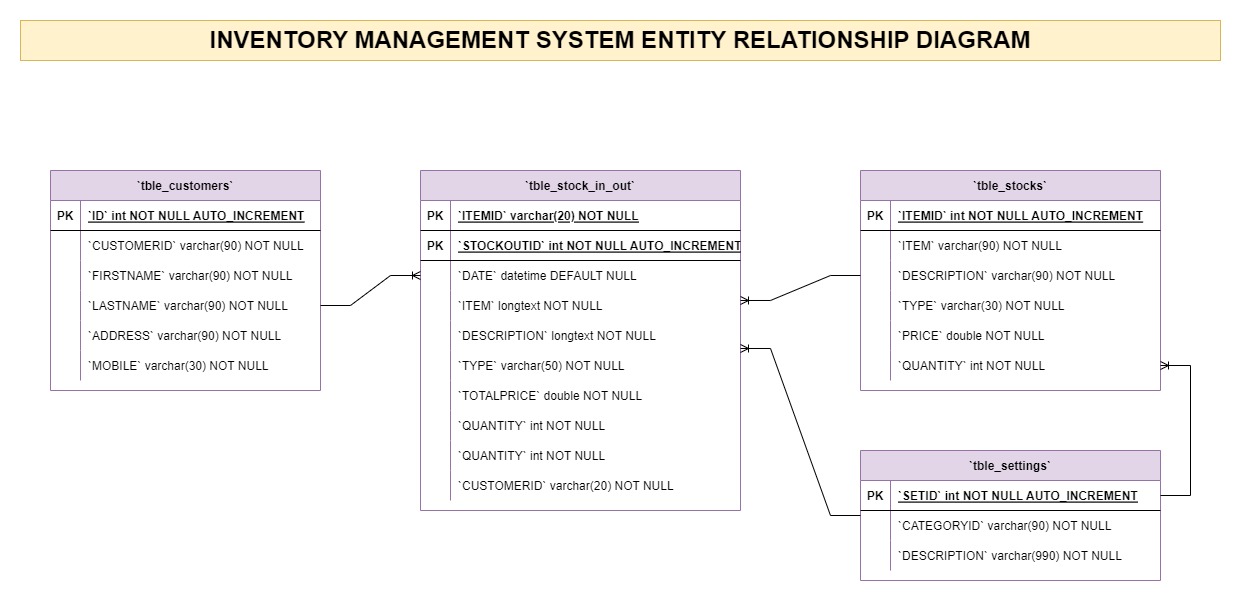 INVENTORY MANAGEMENT SYSTEM ENTITY RELATIONSHIP DIAGRAM
`tble_customers`
PK `ID` int NOT NULL AUTO_INCREMENT
`CUSTOMERID` varchar(90) NOT NULL
`FIRSTNAME` varchar(90) NOT NULL
`LASTNAME` varchar(90) NOT NULL
`ADDRESS` varchar(90) NOT NULL
`MOBILE` varchar(30) NOT NULL
`tble_stock_in_out`
PK `ITEMID` varchar(20) NOT NULL
PK `STOCKOUTID` int NOT NULL AUTO_INCREMENT
`DATE` datetime DEFAULT NULL
`ITEM` longtext NOT NULL
`DESCRIPTION` longtext NOT NULL
`TYPE` varchar(50) NOT NULL
`TOTALPRICE` double NOT NULL
`QUANTITY` int NOT NULL
`QUANTITY` int NOT NULL
`CUSTOMERID` varchar(20) NOT NULL
`tble_stocks`
PK `ITEMID` int NOT NULL AUTO_INCREMENT
`ITEM` varchar(90) NOT NULL
`DESCRIPTION` varchar(90) NOT NULL
`TYPE` varchar(30) NOT NULL
`PRICE` double NOT NULL
`QUANTITY` int NOT NULL
`tble_settings`
PK `SETID` int NOT NULL AUTO_INCREMENT
`CATEGORYID` varchar(90) NOT NULL
`DESCRIPTION` varchar(990) NOT NULL